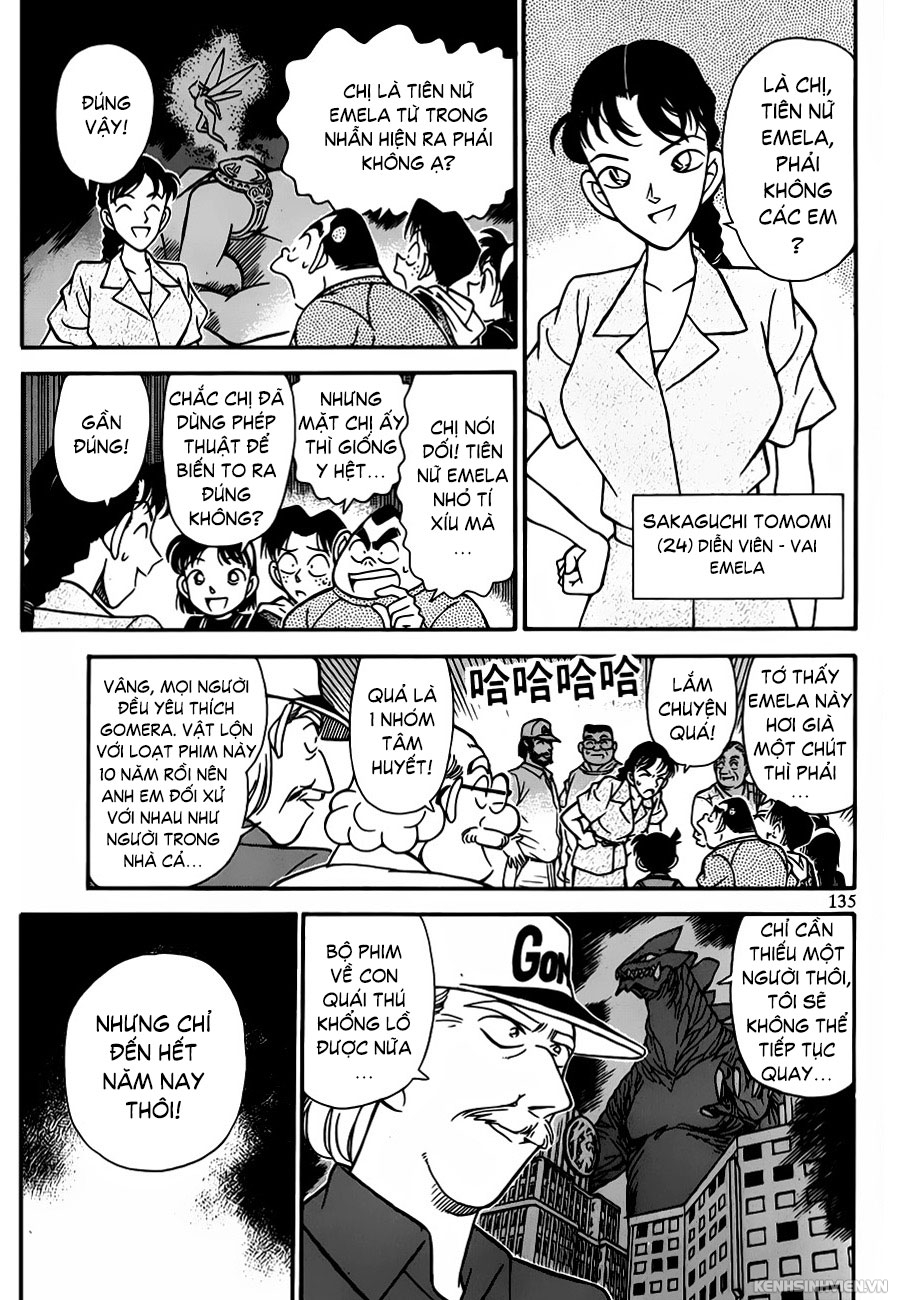 LÀ CHỊ,
TIÊN NỮ
EMELA,
PHẢI
KHÔNG
CÁC EM
?
SAKAGUCHI TOMOMI
(24) DIỄN VIÊN - VAI
EMELA
CHỊ LÀ TIÊN NỮ
EMELA TỪ TRONG
NHẪN HIỆN RA PHẢI
KHÔNG Ạ?
ĐÚNG
VẬY!
CHỊ NÓI
DỐI! TIÊN
NỮ EMELA
NHỎ TÍ
XÍU MÀ
...
NHƯNG
MẶT CHỊ ẤY
THÌ GIỐNG
Y HỆT...
CHẮC CHỊ ĐÃ
DÙNG PHÉP
THUẬT ĐỂ
BIẾN TO RA
ĐÚNG
KHÔNG?
GẦN
ĐÚNG!
TỚ THẤY
EMELA NÀY
HƠI GIÀ
MỘT CHÚT
THÌ PHẢI
...
LẮM
CHUYỆN
QUÁ!
哈哈哈哈
QUẢ LÀ
1 NHÓM
TÂM
HUYẾT!
VÂNG, MỌI NGƯỜI
ĐỀU YÊU THÍCH
GOMERA. VẬT LỘN
VỚI LOẠT PHIM NÀY
10 NĂM RỒI NÊN
ANH EM ĐỐI XỬ
VỚI NHAU NHƯ
NGƯỜI TRONG
NHÀ CẢ...
135
CHỈ CẦN
THIẾU MỘT
NGƯỜI THÔI,
TÔI SẼ
KHÔNG THỂ
TIẾP TỤC
QUAY...
GOM
BỘ PHIM
VỀ CON
QUÁI THÚ
KHỔNG LỒ
ĐƯỢC NỮA
...
NHƯNG CHỈ
ĐẾN HẾT
NĂM NAY
THÔI!
KENHSINHVIEN.VN